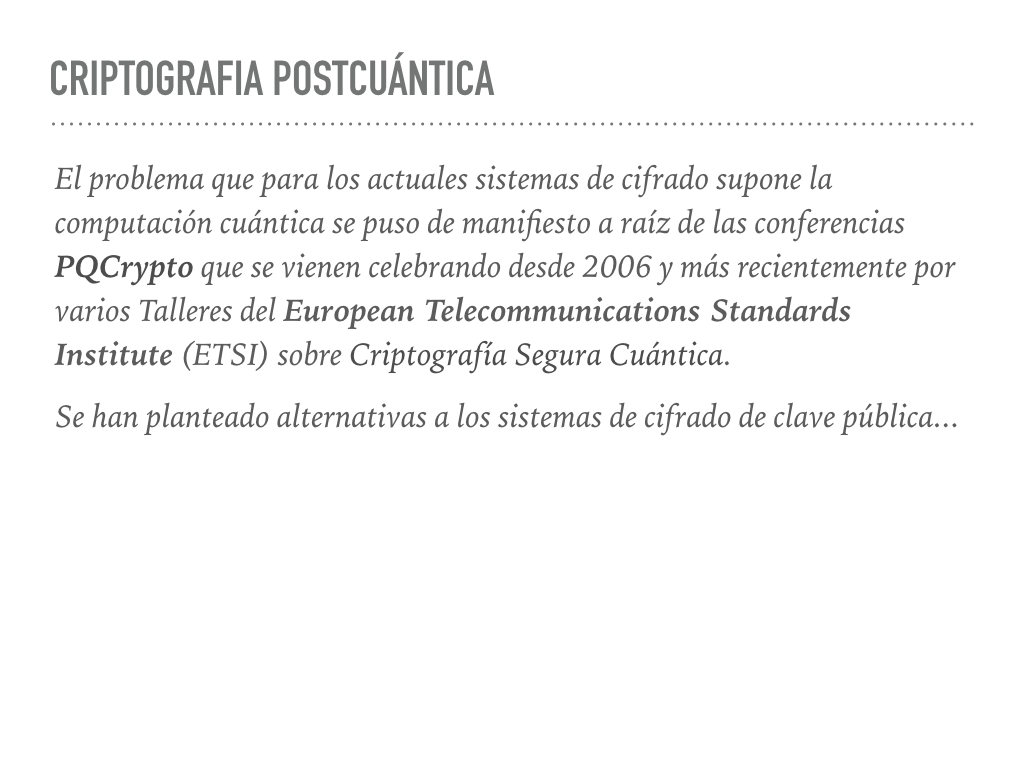 CRIPTOGRAFIA POSTCUÁNTICA
El problema que para los actuales sistemas de cifrado supone la
computación cuántica se puso de manifiesto a raíz de las conferencias
PQCrypto que se vienen celebrando desde 2006 y más recientemente por
varios Talleres del European Telecommunications Standards
Institute (ETSI) sobre Criptografía Segura Cuántica.
Se han planteado alternativas a los sistemas de cifrado de clave pública…